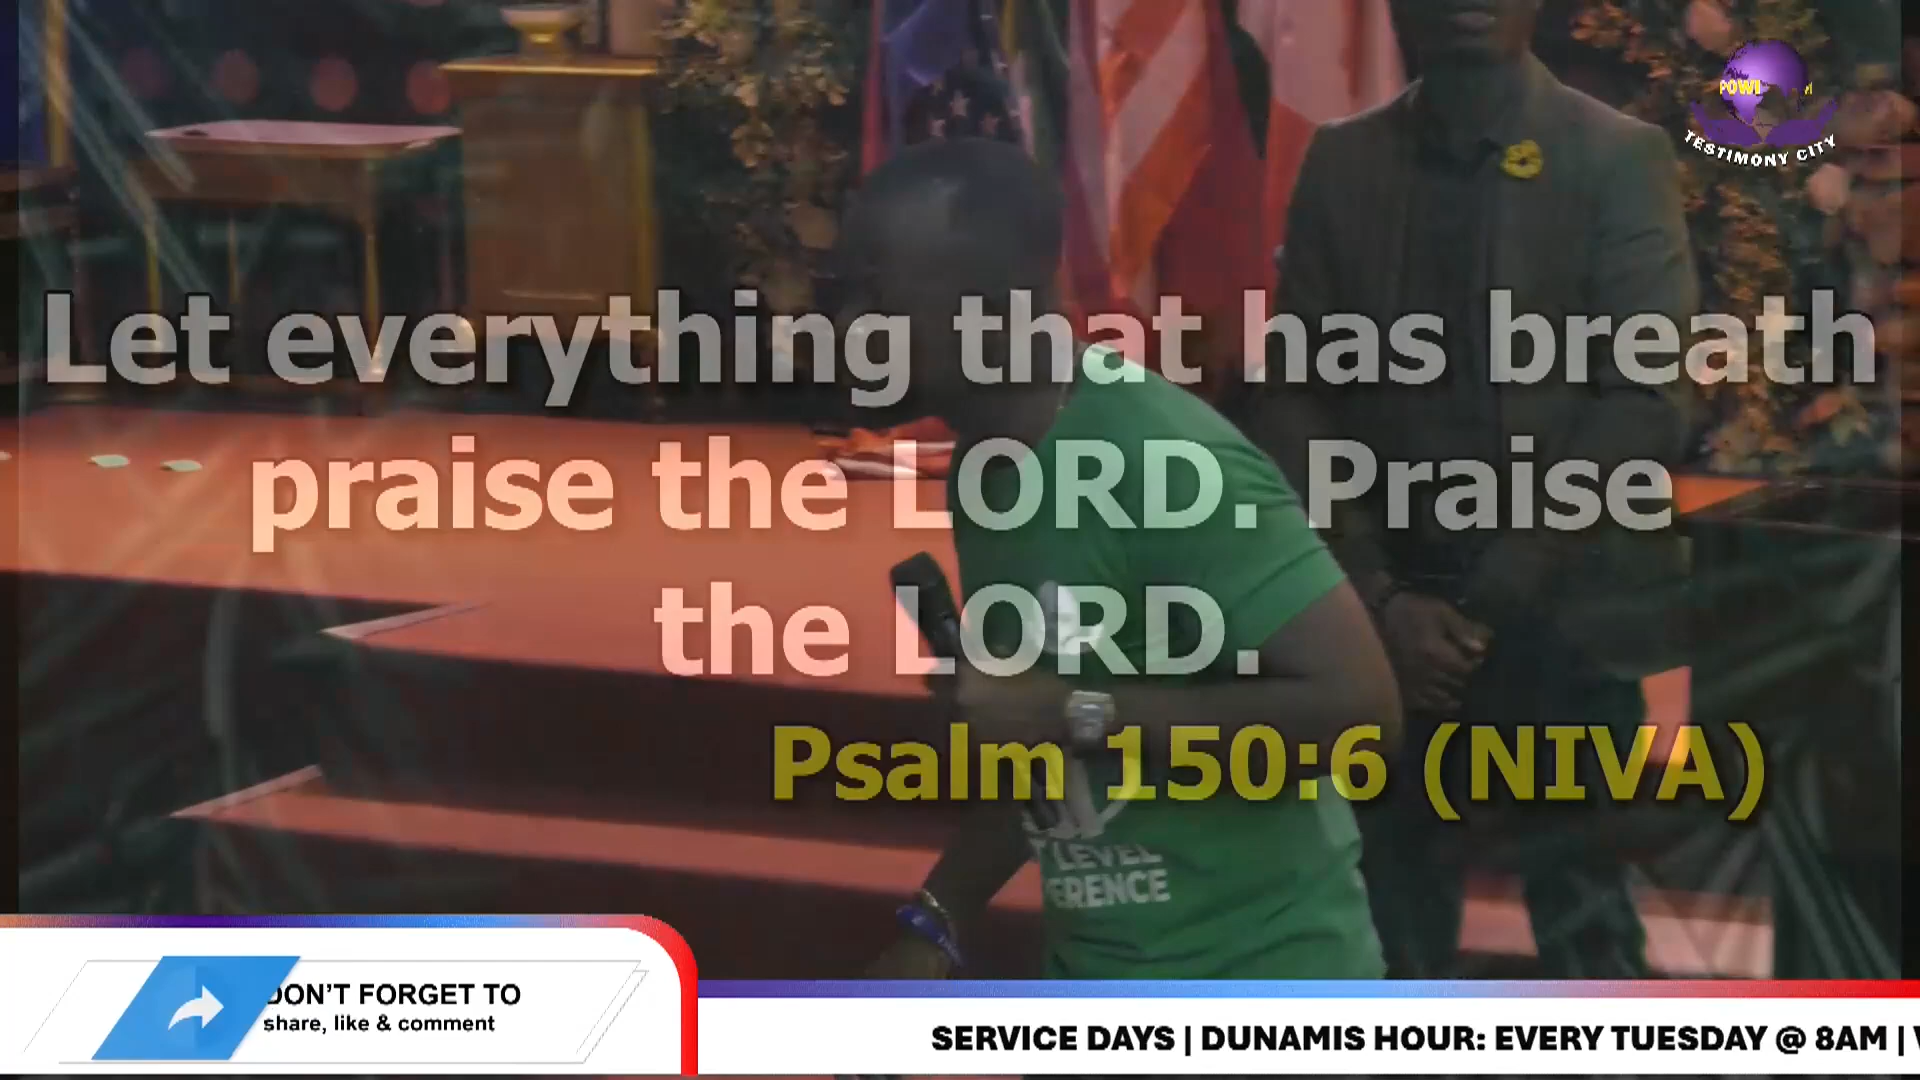 TESTIMONY CITY
Let everything that has breath
praise the LORD. Praise
the LORD.
Psalm 150:6 (NIVA)
LEVEL
ERENCE
DON'T FORGET TO
share, like & comment
SERVICE DAYS | DUNAMIS HOUR: EVERY TUESDAY @ 8AM |